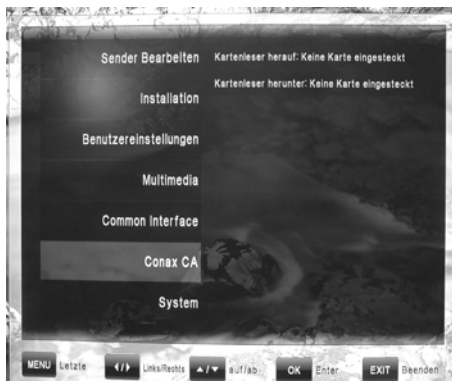 Sender Bearbeiten
Installation
Benutzereinstellungen
Multimedia
Common Interface
Conax CA
System
Kartenleser herauf: Keine Karte eingesteckt
Kartenleser herunter: Keine Karte eingesteckt
MENU Letzte Links/Rechts auf/ab OK Enter EXIT Beenden